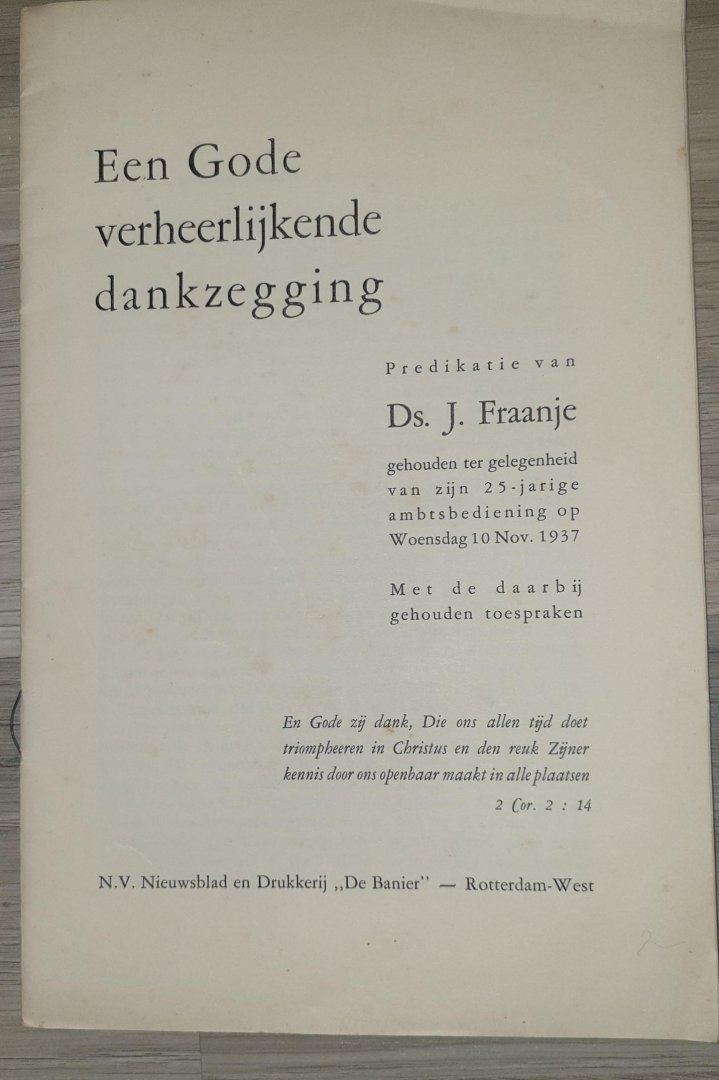 Een Gode
verheerlijkende
dankzegging
Predikatie van
Ds. J. Fraanje
gehouden ter gelegenheid
van zijn 25-jarige
ambtsbediening op
Woensdag 10 Nov. 1937
Met de daarbij
gehouden toespraken
En Gode zij dank, Die ons allen tijd doet
triompheeren in Christus en den reuk Zijner
kennis door ons openbaar maakt in alle plaatsen
2 Cor. 2 : 14
N.V. Nieuwsblad en Drukkerij „De Banier” — Rotterdam-West